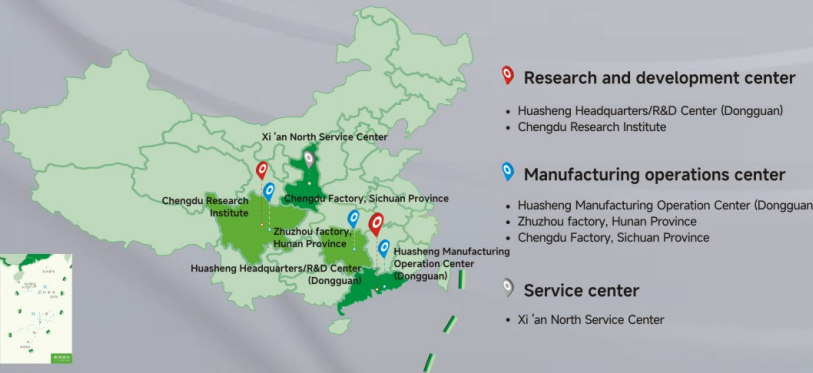 Xi 'an North Service Center
Chengdu Research
Institute
Chengdu Factory, Sichuan Province
Zhuzhou factory,
Hunan Province
Huasheng Headquarters/R&D Center
(Dongguan)
Huasheng Manufacturing
Operation Center
(Dongguan)
Research and development center
• Huasheng Headquarters/R&D Center (Dongguan)
• Chengdu Research Institute
Manufacturing operations center
• Huasheng Manufacturing Operation Center (Dongguan
• Zhuzhou factory, Hunan Province
• Chengdu Factory, Sichuan Province
Service center
• Xi 'an North Service Center